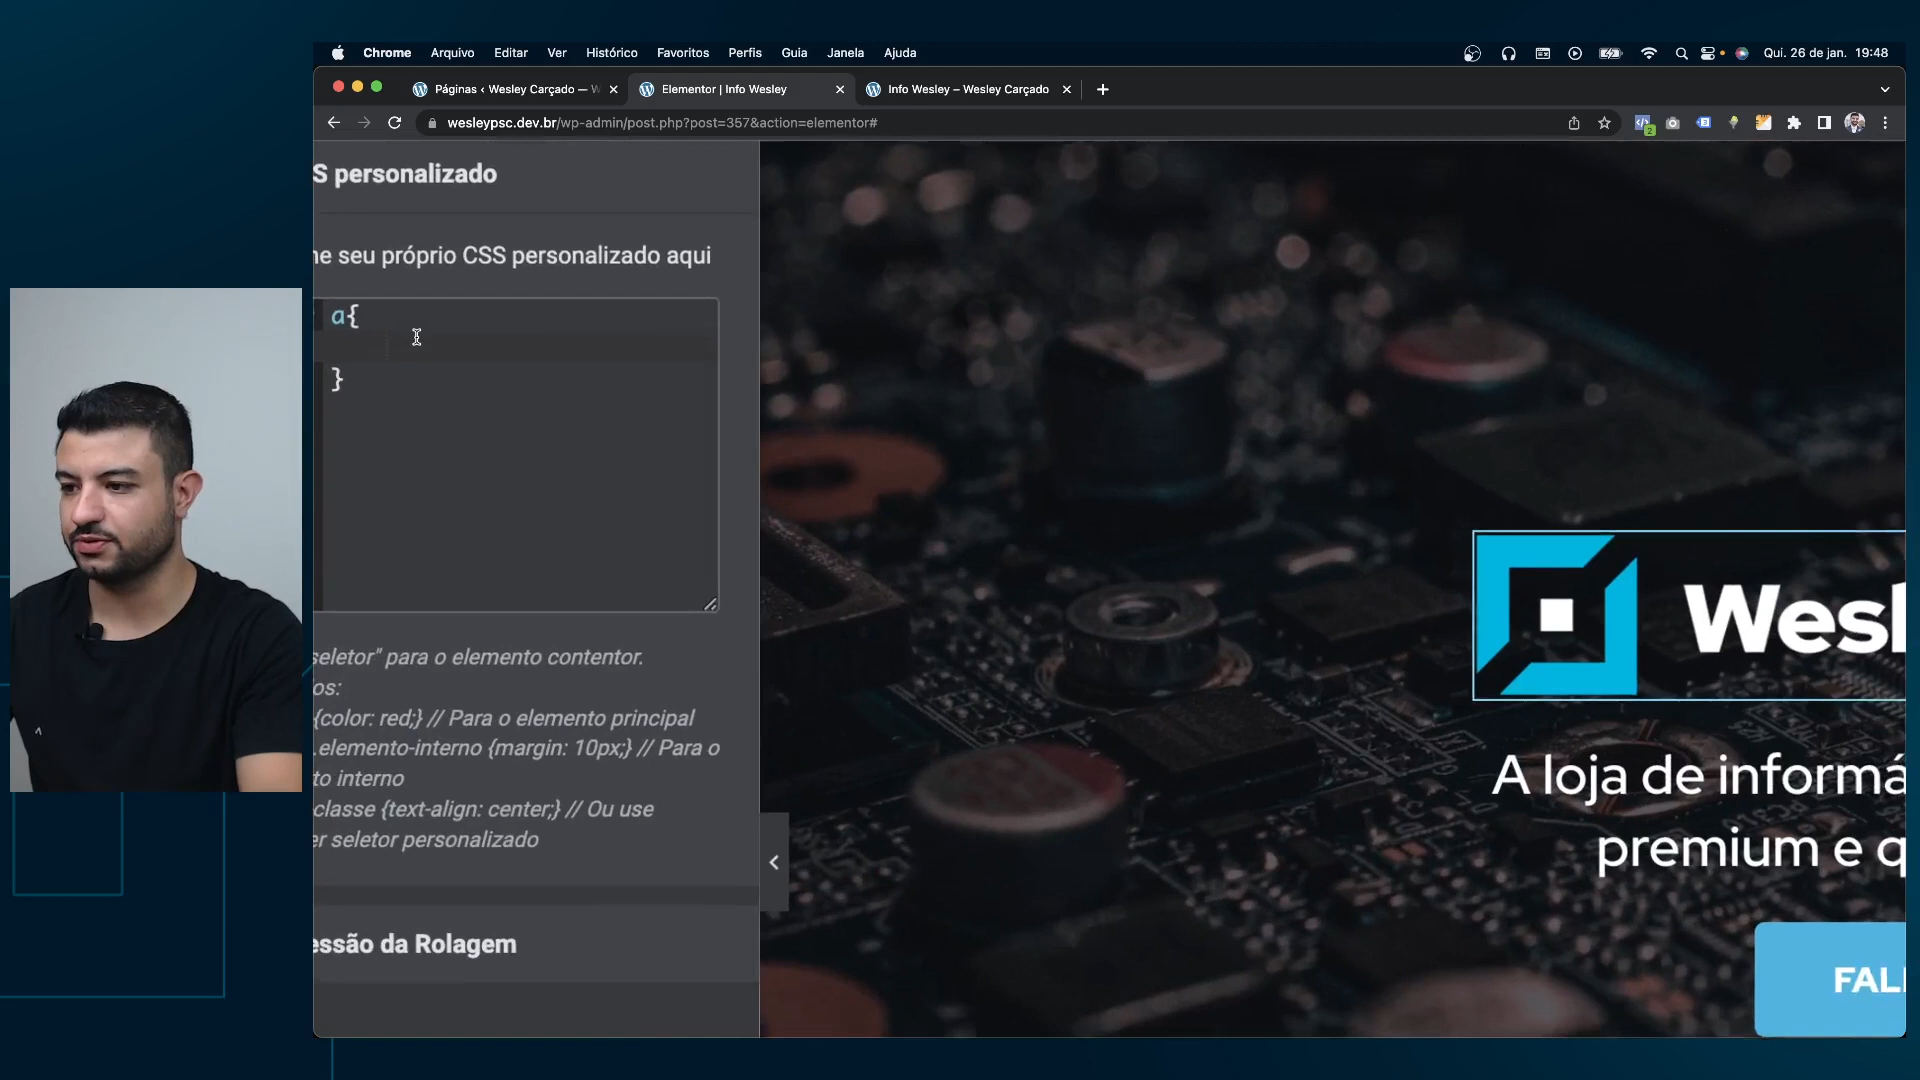 Chrome Arquivo Editar Ver Histórico Favoritos Perfis Guia Janela Ajuda Qui. 26 de jan. 19:48
Páginas ‹ Wesley Carçado — W Elementor | Info Wesley Info Wesley – Wesley Carçado
wesleypsc.dev.br/wp-admin/post.php?post=357&action=elementor#
2
S personalizado
ne seu próprio CSS personalizado aqui
a{
}
seletor" para o elemento contentor.
os:
{color: red;} // Para o elemento principal
.elemento-interno {margin: 10px;} // Para o
to interno
classe {text-align: center;} // Ou use
er seletor personalizado
essão da Rolagem
Wesl
A loja de informá
premium e q
FAL